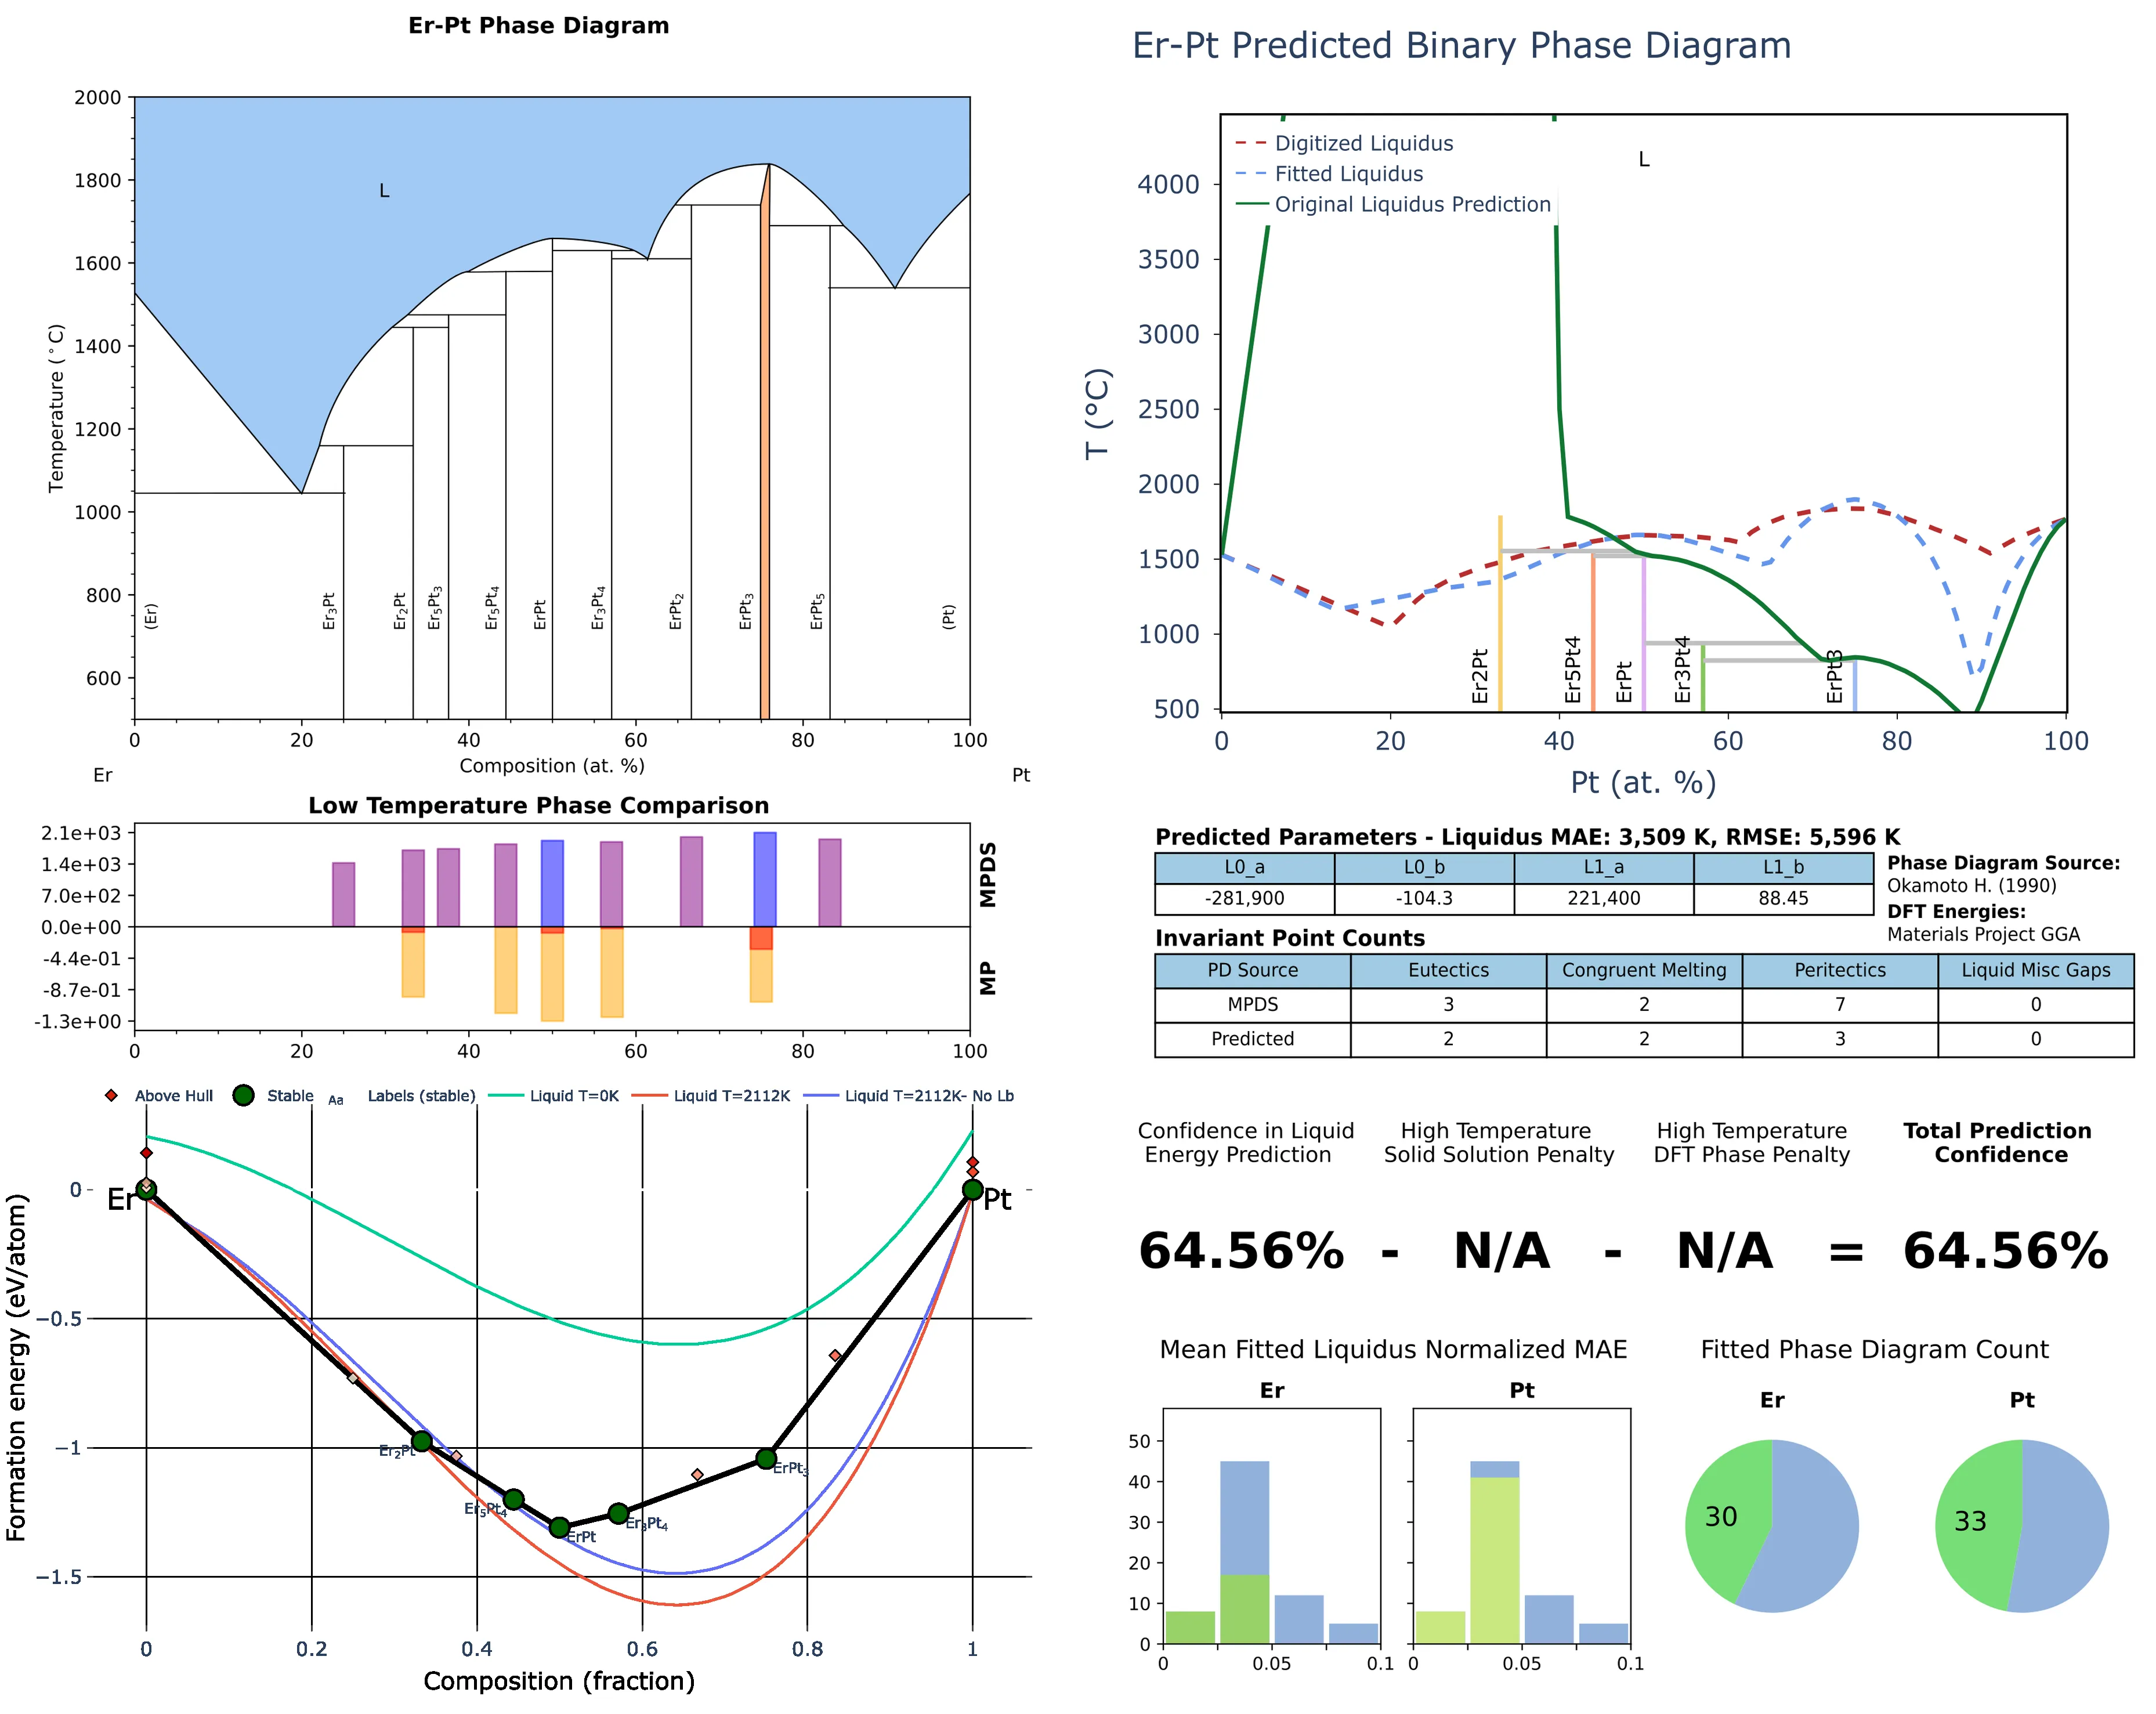 Er-Pt Phase Diagram
2000
1800
1600
1400
1200
1000
800
600
Temperature (°C)
L
(Er)
Er3Pt
Er2Pt
Er5Pt3
Er5Pt4
ErPt
Er3Pt4
ErPt2
ErPt3
ErPt5
(Pt)
0 20 40 60 80 100
Composition (at. %)
Er Pt
Low Temperature Phase Comparison
2.1e+03
1.4e+03
7.0e+02
0.0e+00
-4.4e-01
-8.7e-01
-1.3e+00
MPDS
MP
0 20 40 60 80 100
Above Hull Stable Aa Labels (stable) Liquid T=0K Liquid T=2112K Liquid T=2112K- No Lb
0
−0.5
−1
−1.5
Formation energy (eV/atom)
Er
Pt
Er2Pt
Er5Pt4
ErPt
Er3Pt4
ErPt3
0 0.2 0.4 0.6 0.8 1
Composition (fraction)
Er-Pt Predicted Binary Phase Diagram
Digitized Liquidus
Fitted Liquidus
Original Liquidus Prediction
L
4000
3500
3000
2500
2000
1500
1000
500
T (°C)
Er2Pt
Er5Pt4
ErPt
Er3Pt4
ErPt3
0 20 40 60 80 100
Pt (at. %)
Predicted Parameters - Liquidus MAE: 3,509 K, RMSE: 5,596 K
L0_a L0_b L1_a L1_b
-281,900 -104.3 221,400 88.45
Phase Diagram Source:
Okamoto H. (1990)
DFT Energies:
Materials Project GGA
Invariant Point Counts
PD Source Eutectics Congruent Melting Peritectics Liquid Misc Gaps
MPDS 3 2 7 0
Predicted 2 2 3 0
Confidence in Liquid
Energy Prediction
High Temperature
Solid Solution Penalty
High Temperature
DFT Phase Penalty
Total Prediction
Confidence
64.56% - N/A - N/A = 64.56%
Mean Fitted Liquidus Normalized MAE
Er
Pt
50
40
30
20
10
0
0 0.05 0.1
0 0.05 0.1
Fitted Phase Diagram Count
Er
Pt
30
33